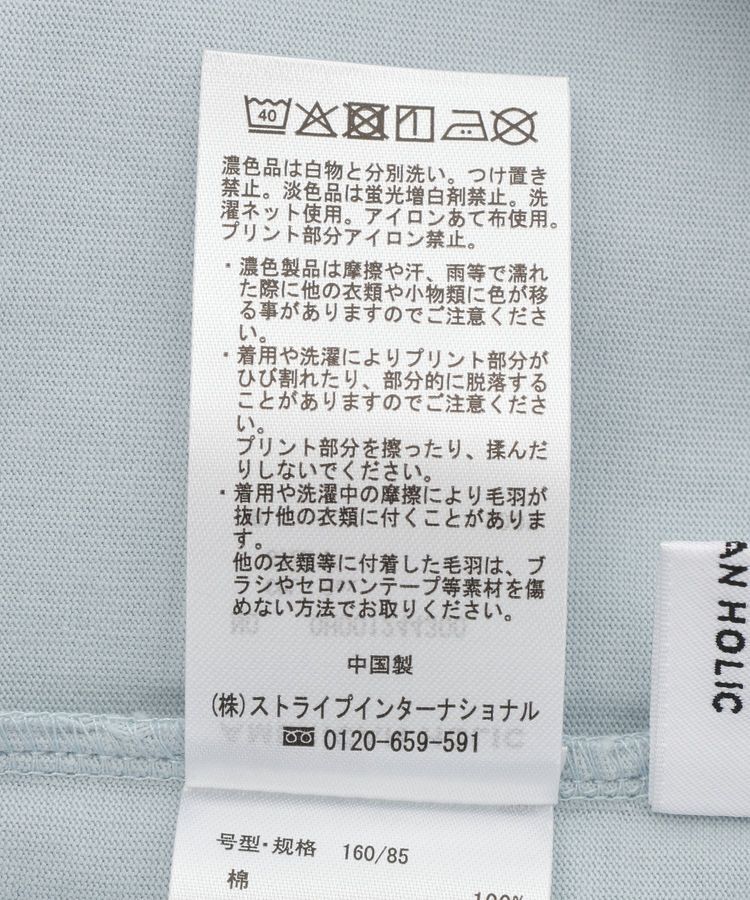 40
濃色品は白物と分別洗い。つけ置き
禁止。淡色品は蛍光増白剤禁止。洗
濯ネット使用。アイロンあて布使用。
プリント部分アイロン禁止。
・濃色製品は摩擦や汗、雨等で濡れ
た際に他の衣類や小物類に色が移
る事がありますのでご注意くださ
い。
・着用や洗濯によりプリント部分が
ひび割れたり、部分的に脱落する
ことがありますのでご注意くださ
い。
プリント部分を擦ったり、揉んだ
りしないでください。
・着用や洗濯中の摩擦により毛羽が
抜け他の衣類に付くことがありま
す。
他の衣類等に付着した毛羽は、ブ
ラシやセロハンテープ等素材を傷
めない方法でお取りください。
中国製
(株)ストライプインターナショナル
0120-659-591
号型·规格 160/85
棉
100%
AN HOLIC